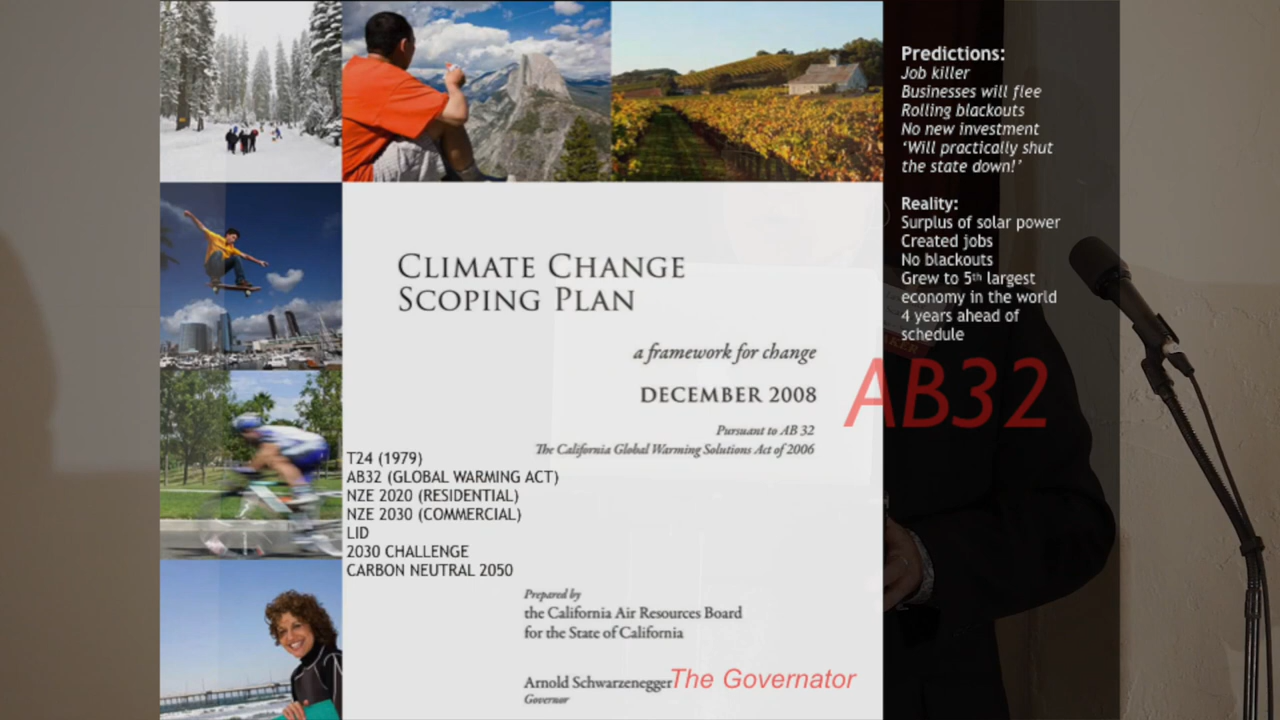 CLIMATE CHANGE
SCOPING PLAN
a framework for change
DECEMBER 2008
Pursuant to AB 32
The California Global Warming Solutions Act of 2006
T24 (1979)
AB32 (GLOBAL WARMING ACT)
NZE 2020 (RESIDENTIAL)
NZE 2030 (COMMERCIAL)
LID
2030 CHALLENGE
CARBON NEUTRAL 2050
Prepared by
the California Air Resources Board
for the State of California
Arnold Schwarzenegger The Governator
Governor
Predictions:
Job killer
Businesses will flee
Rolling blackouts
No new investment
‘Will practically shut
the state down!’
Reality:
Surplus of solar power
Created jobs
No blackouts
Grew to 5th largest
economy in the world
4 years ahead of
schedule
AB32